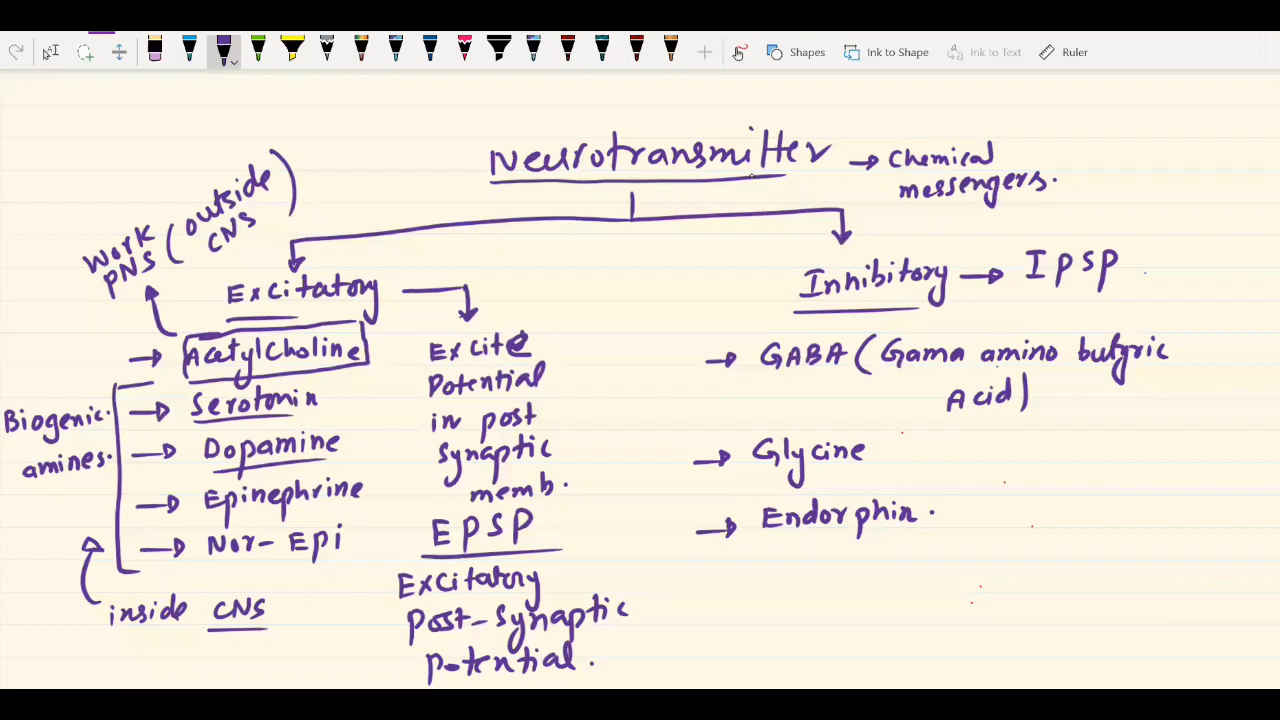 Shapes
Ink to Shape
Ink to Text
Ruler
Neurotransmitter → Chemical
messengers.
Work PNS (outside CNS)
Excitatory
Inhibitory → IPSP
→ Acetylcholine
→ Serotonin
→ Dopamine
→ Epinephrine
→ Nor-Epi
Biogenic
amines.
inside CNS
Excite
Potential
in post
synaptic
memb.
EPSP
Excitatory
Post-synaptic
potential.
→ GABA (Gama amino butyric
Acid)
→ Glycine
→ Endorphin.